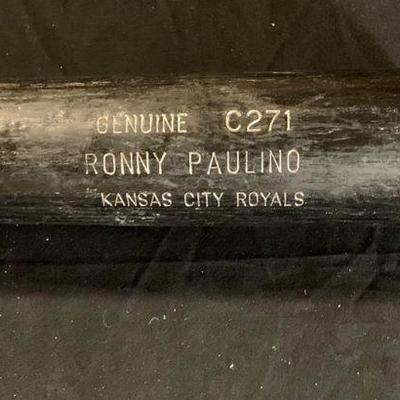 GENUINE C271
RONNY PAULINO
KANSAS CITY ROYALS